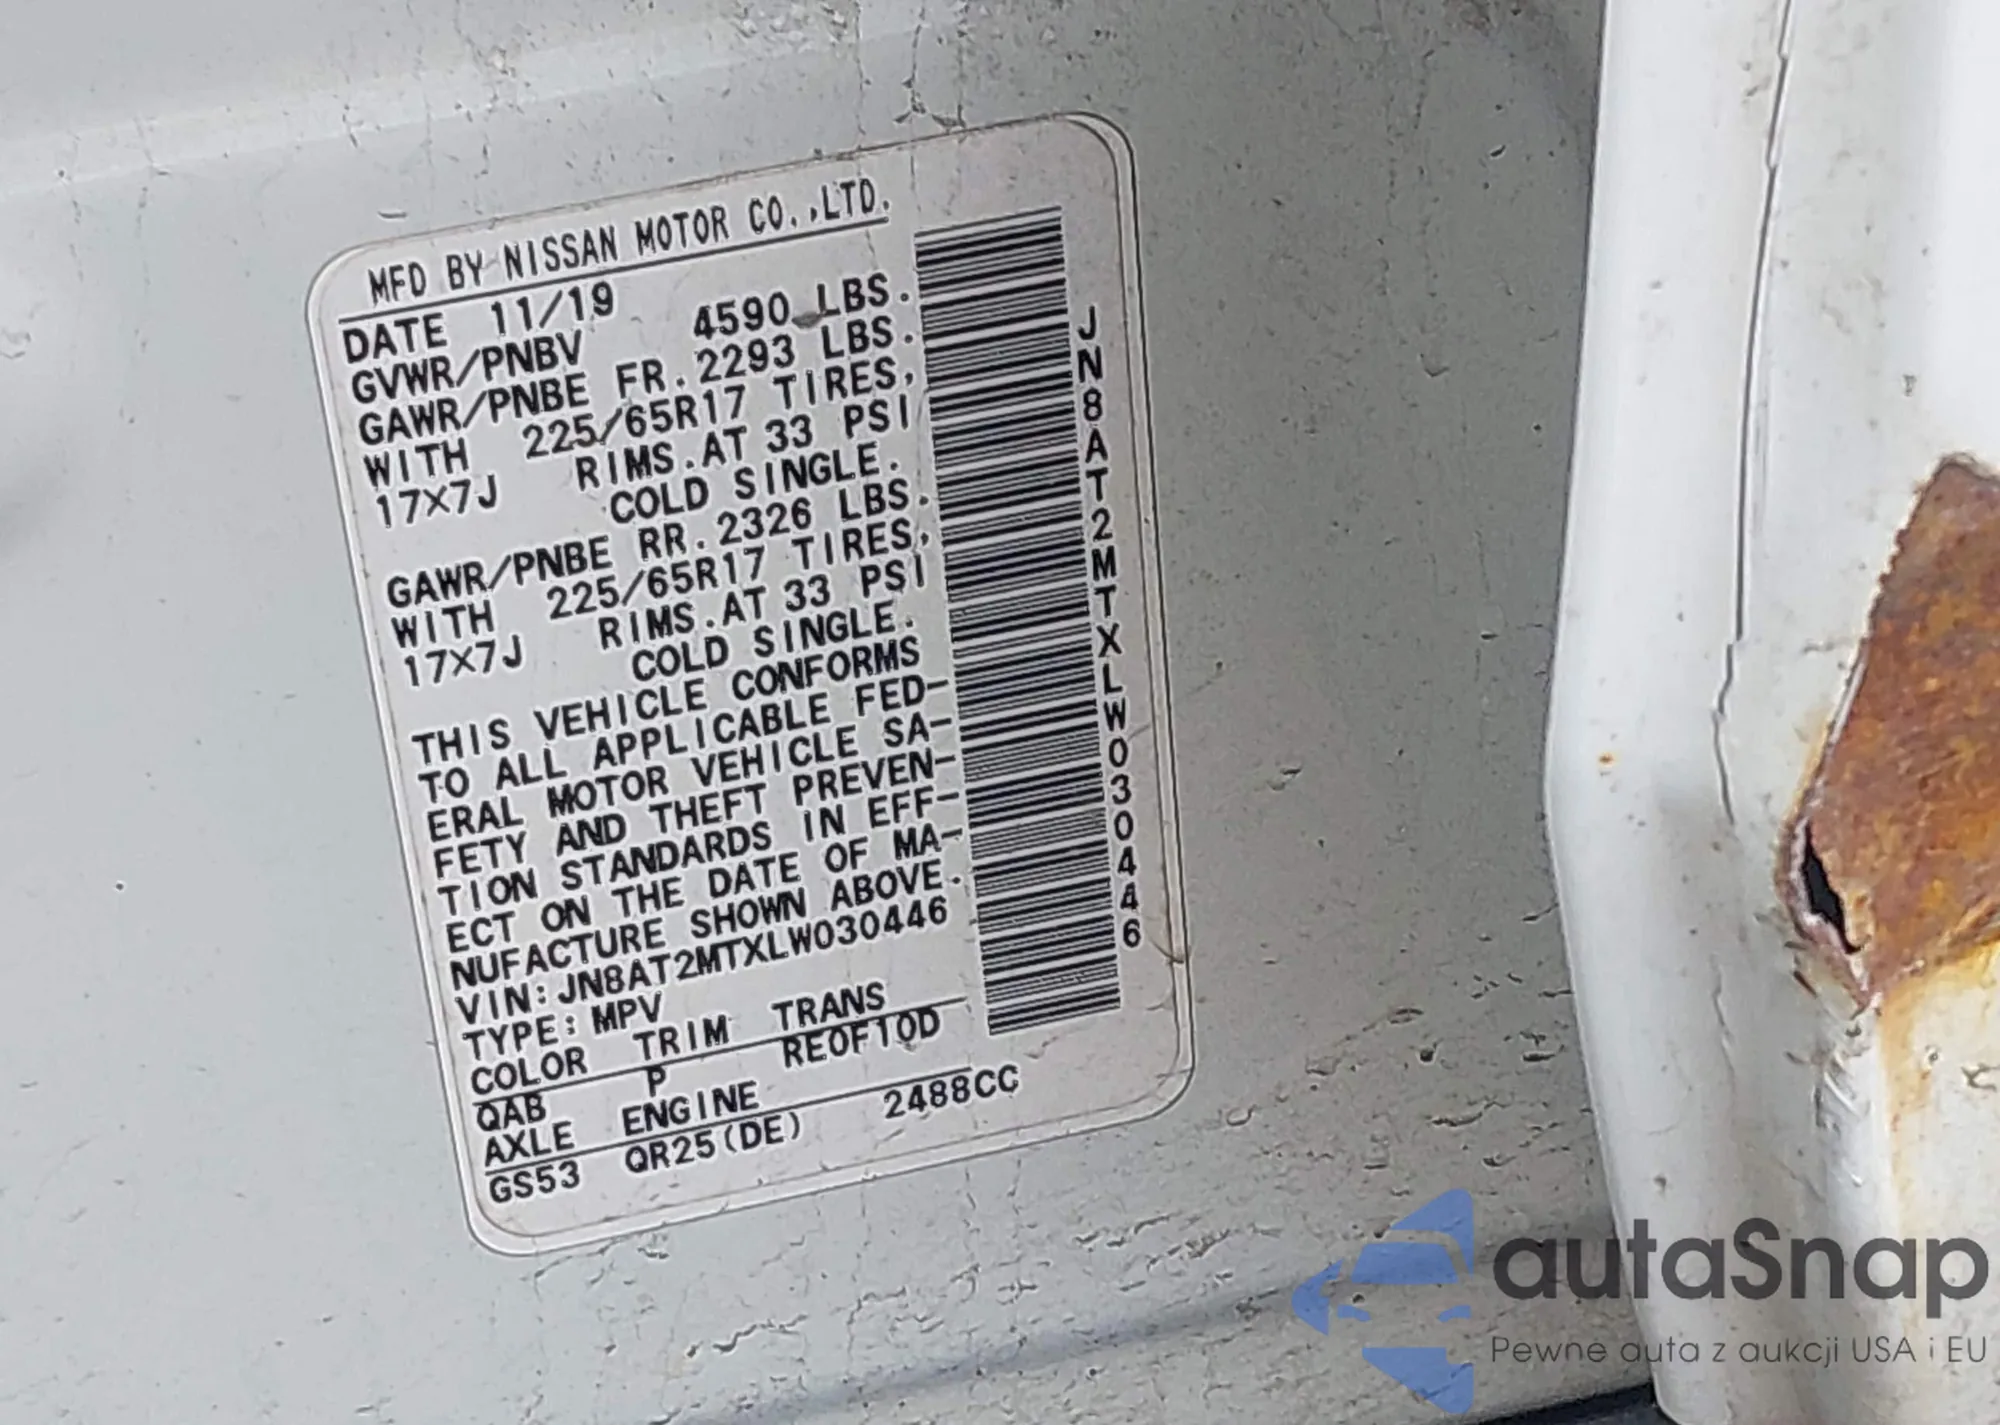 MFD BY NISSAN MOTOR CO.,LTD.
DATE 11/19
GVWR/PNBV 4590 LBS.
GAWR/PNBE FR. 2293 LBS.
WITH 225/65R17 TIRES,
17X7J RIMS.AT 33 PSI
COLD SINGLE.
GAWR/PNBE RR. 2326 LBS.
WITH 225/65R17 TIRES,
17X7J RIMS.AT 33 PSI
COLD SINGLE.
THIS VEHICLE CONFORMS
TO ALL APPLICABLE FED-
ERAL MOTOR VEHICLE SA-
FETY AND THEFT PREVEN-
TION STANDARDS IN EFF-
ECT ON THE DATE OF MA-
NUFACTURE SHOWN ABOVE.
VIN:JN8AT2MTXLW030446
TYPE:MPV
COLOR TRIM TRANS
QAB P RE0F10D
AXLE ENGINE
GS53 QR25(DE) 2488CC
JN8AT2MTXLW030446
autaSnap
Pewne auta z aukcji USA i EU